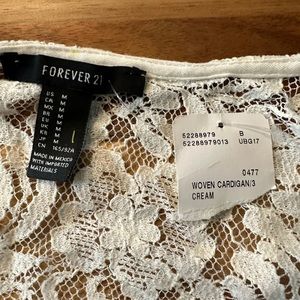 FOREVER 21
US M
CA M
MX M
BR M
EU M
UK M
KR M
JP M
CN 165/92A
MADE IN MEXICO
WITH IMPORTED
MATERIALS
52288979 B
52288979013 UBG17
0477
WOVEN CARDIGAN/3
CREAM